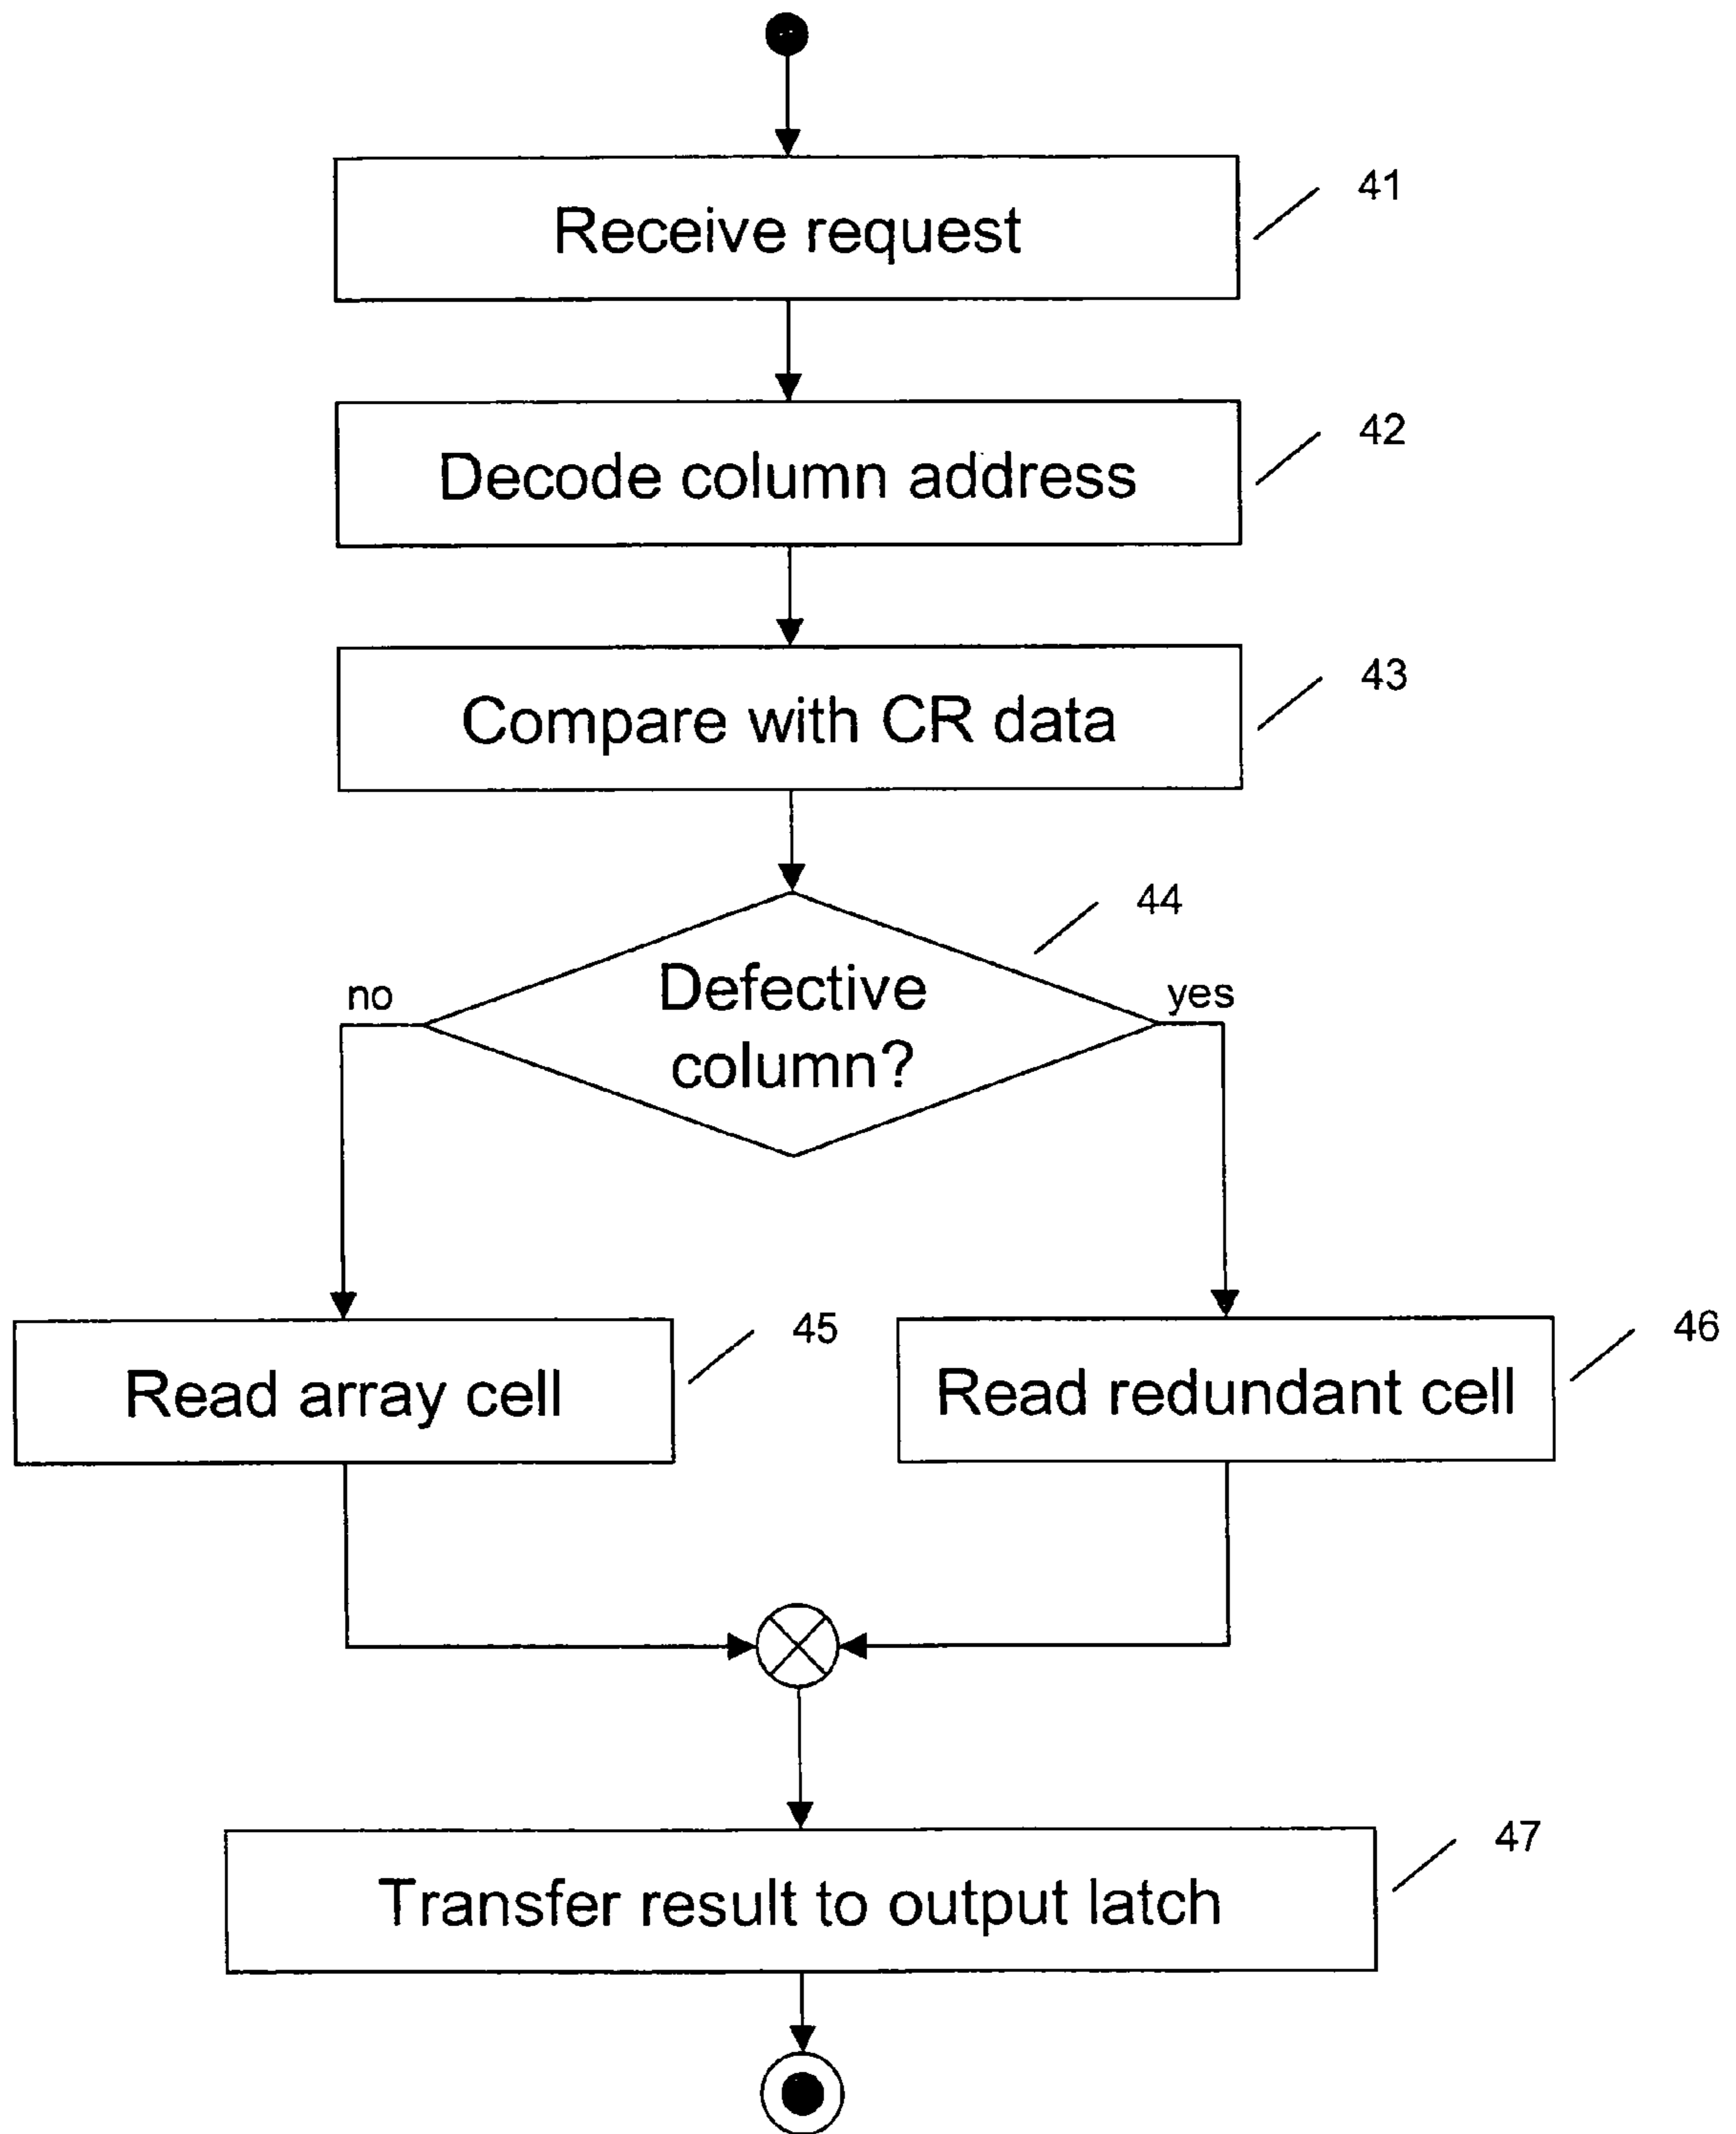 Receive request
41
Decode column address
42
Compare with CR data
43
44
Defective
column?
no
yes
Read array cell
45
Read redundant cell
46
Transfer result to output latch
47